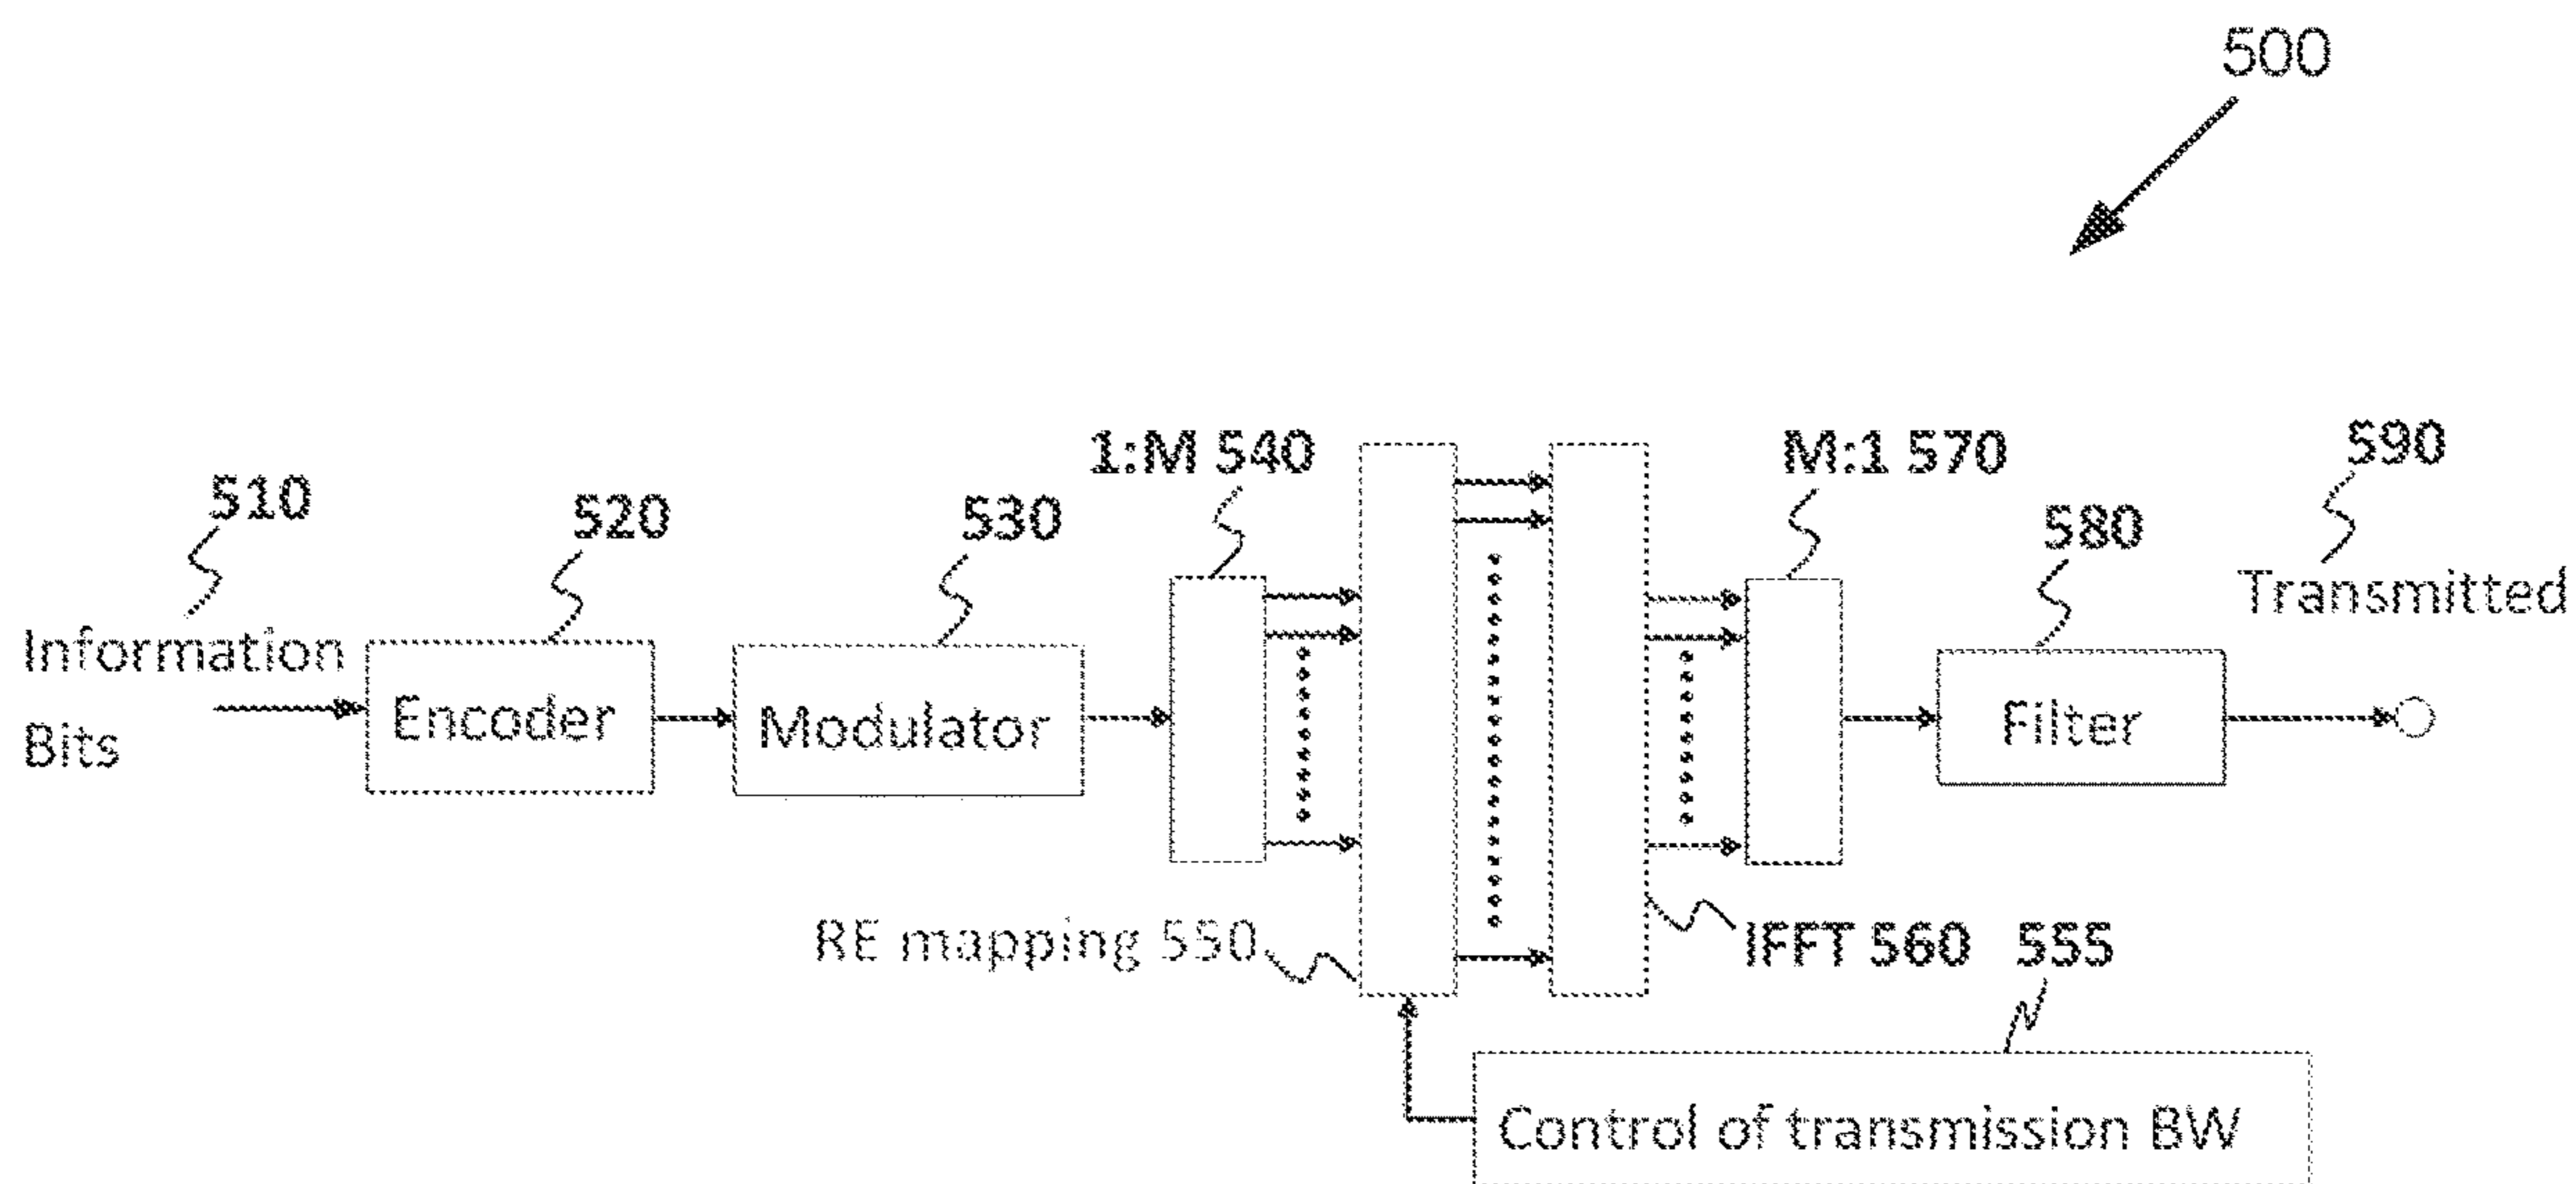 500
510
520
530
1:M 540
M:1 570
580
590
Information
Bits
Encoder
Modulator
Filter
Transmitted
RE mapping 550
IFFT 560
555
Control of transmission BW